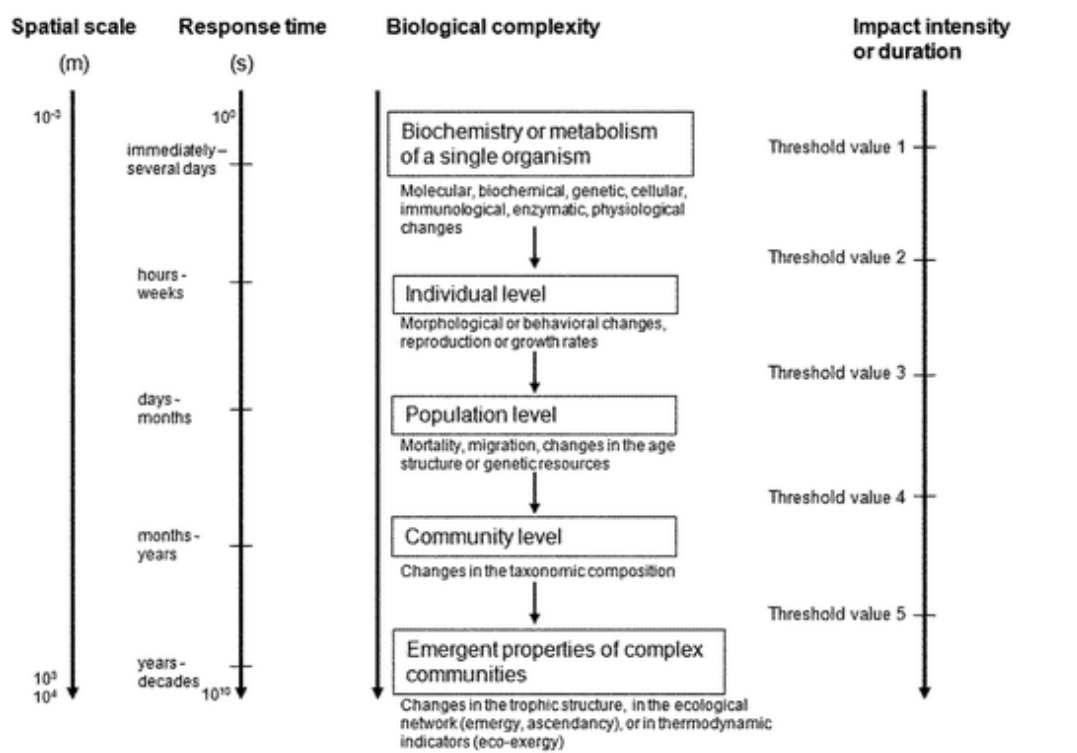 Spatial scale
Response time
Biological complexity
Impact intensity
or duration
(m)
(s)
10⁻³
10⁰
immediately–
several days
Biochemistry or metabolism
of a single organism
Threshold value 1
Molecular, biochemical, genetic, cellular,
immunological, enzymatic, physiological
changes
Threshold value 2
hours -
weeks
Individual level
Morphological or behavioral changes,
reproduction or growth rates
Threshold value 3
days -
months
Population level
Mortality, migration, changes in the age
structure or genetic resources
Threshold value 4
months -
years
Community level
Changes in the taxonomic composition
Threshold value 5
years -
decades
Emergent properties of complex
communities
10³
10⁴
10¹⁰
Changes in the trophic structure, in the ecological
network (emergy, ascendancy), or in thermodynamic
indicators (eco-exergy)